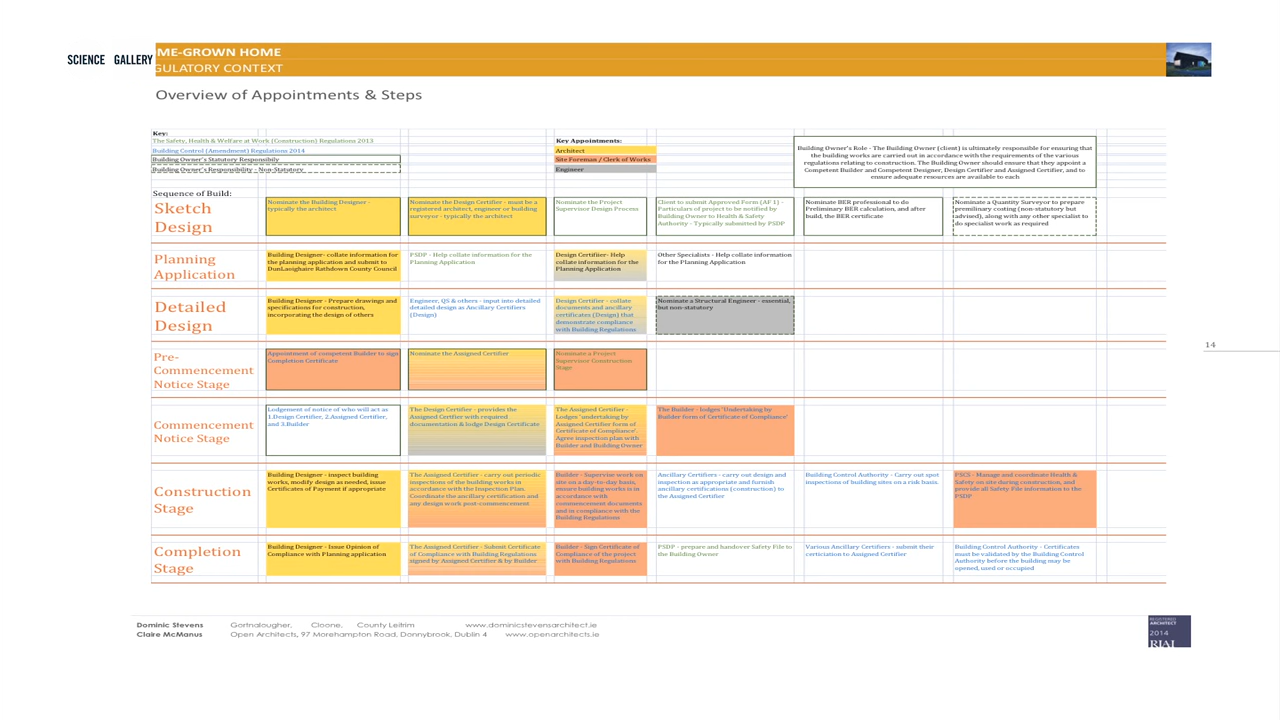 SCIENCE GALLERY
ME-GROWN HOME
GULATORY CONTEXT
Overview of Appointments & Steps
Key:
The Safety, Health & Welfare at Work (Construction) Regulations 2013
Building Control (Amendment) Regulations 2014
Building Owner's Statutory Responsibily
Building Owner's Responsibility - Non-Statutory
Key Appointments:
Architect
Site Foreman / Clerk of Works
Engineer
Building Owner's Role - The Building Owner (client) is ultimately responsible for ensuring that
the building works are carried out in accordance with the requirements of the various
regulations relating to construction. The Building Owner should ensure that they appoint a
Competent Builder and Competent Designer, Design Certifier and Assigned Certifier, and to
ensure adequate resources are available to each
Sequence of Build:
Sketch
Design
Nominate the Building Designer -
typically the architect
Nominate the Design Certifier - must be a
registered architect, engineer or building
surveyor - typically the architect
Nominate the Project
Supervisor Design Process
Client to submit Approved Form (AF 1) -
Particulars of project to be notified by
Building Owner to Health & Safety
Authority - Typically submitted by PSDP
Nominate BER professional to do
Preliminary BER calculation, and after
build, the BER certificate
Nominate a Quantity Surveyor to prepare
premilinary costing (non-statutory but
advised), along with any other specialist to
do specialist work as required
Planning
Application
Building Designer- collate information for
the planning application and submit to
DunLaoighaire Rathdown County Council
PSDP - Help collate information for the
Planning Application
Design Certifier- Help
collate information for the
Planning Application
Other Specialists - Help collate information
for the Planning Application
Detailed
Design
Building Designer - Prepare drawings and
specifications for construction,
incorporating the design of others
Engineer, QS & others - input into detailed
detailed design as Ancillary Certifiers
(Design)
Design Certifier - collate
documents and ancillary
certificates (Design) that
demonstrate compliance
with Building Regulations.
Nominate a Structural Engineer - essential,
but non-statutory
Pre-
Commencement
Notice Stage
Appointment of competent Builder to sign
Completion Certificate
Nominate the Assigned Certifier
Nominate a Project
Supervisor Construction
Stage
Commencement
Notice Stage
Lodgement of notice of who will act as
1.Design Certifier, 2.Assigned Certifier,
and 3.Builder
The Design Certifier - provides the
Assigned Certifier with required
documentation & lodge Design Certificate
The Assigned Certifier -
Lodges 'undertaking by
Assigned Certifier form of
Certificate of Compliance'.
Agree inspection plan with
Builder and Building Owner
The Builder - lodges 'Undertaking by
Builder form of Certificate of Compliance'
Construction
Stage
Building Designer - inspect building
works, modify design as needed, issue
Certificates of Payment if appropriate
The Assigned Certifier - carry out periodic
inspections of the building works in
accordance with the Inspection Plan.
Coordinate the ancillary certification and
any design work post-commencement
Builder - Supervise work on
site on a day-to-day basis,
ensure building works is in
accordance with
commencement documents
and in compliance with the
Building Regulations
Ancillary Certifiers - carry out design and
inspection as appropriate and furnish
ancillary certifications (construction) to
the Assigned Certifier
Building Control Authority - Carry out spot
inspections of building sites on a risk basis.
PSCS - Manage and coordinate Health &
Safety on site during construction, and
provide all Safety File information to the
PSDP
Completion
Stage
Building Designer - Issue Opinion of
Compliance with Planning application
The Assigned Certifier - Submit Certificate
of Compliance with Building Regulations
signed by Assigned Certifier & by Builder
Builder - Sign Certificate of
Compliance of the project
with Building Regulations
PSDP - prepare and handover Safety File to
the Building Owner
Various Ancillary Certifiers - submit their
certiciation to Assigned Certifier
Building Control Authority - Certificates
must be validated by the Building Control
Authority before the building may be
opened, used or occupied
14
Dominic Stevens Gortnalougher, Cloone, County Leitrim www.dominicstevensarchitect.ie
Claire McManus Open Architects, 97 Morehampton Road, Donnybrook, Dublin 4 www.openarchitects.ie
REGISTERED
ARCHITECT
2014
RIAI